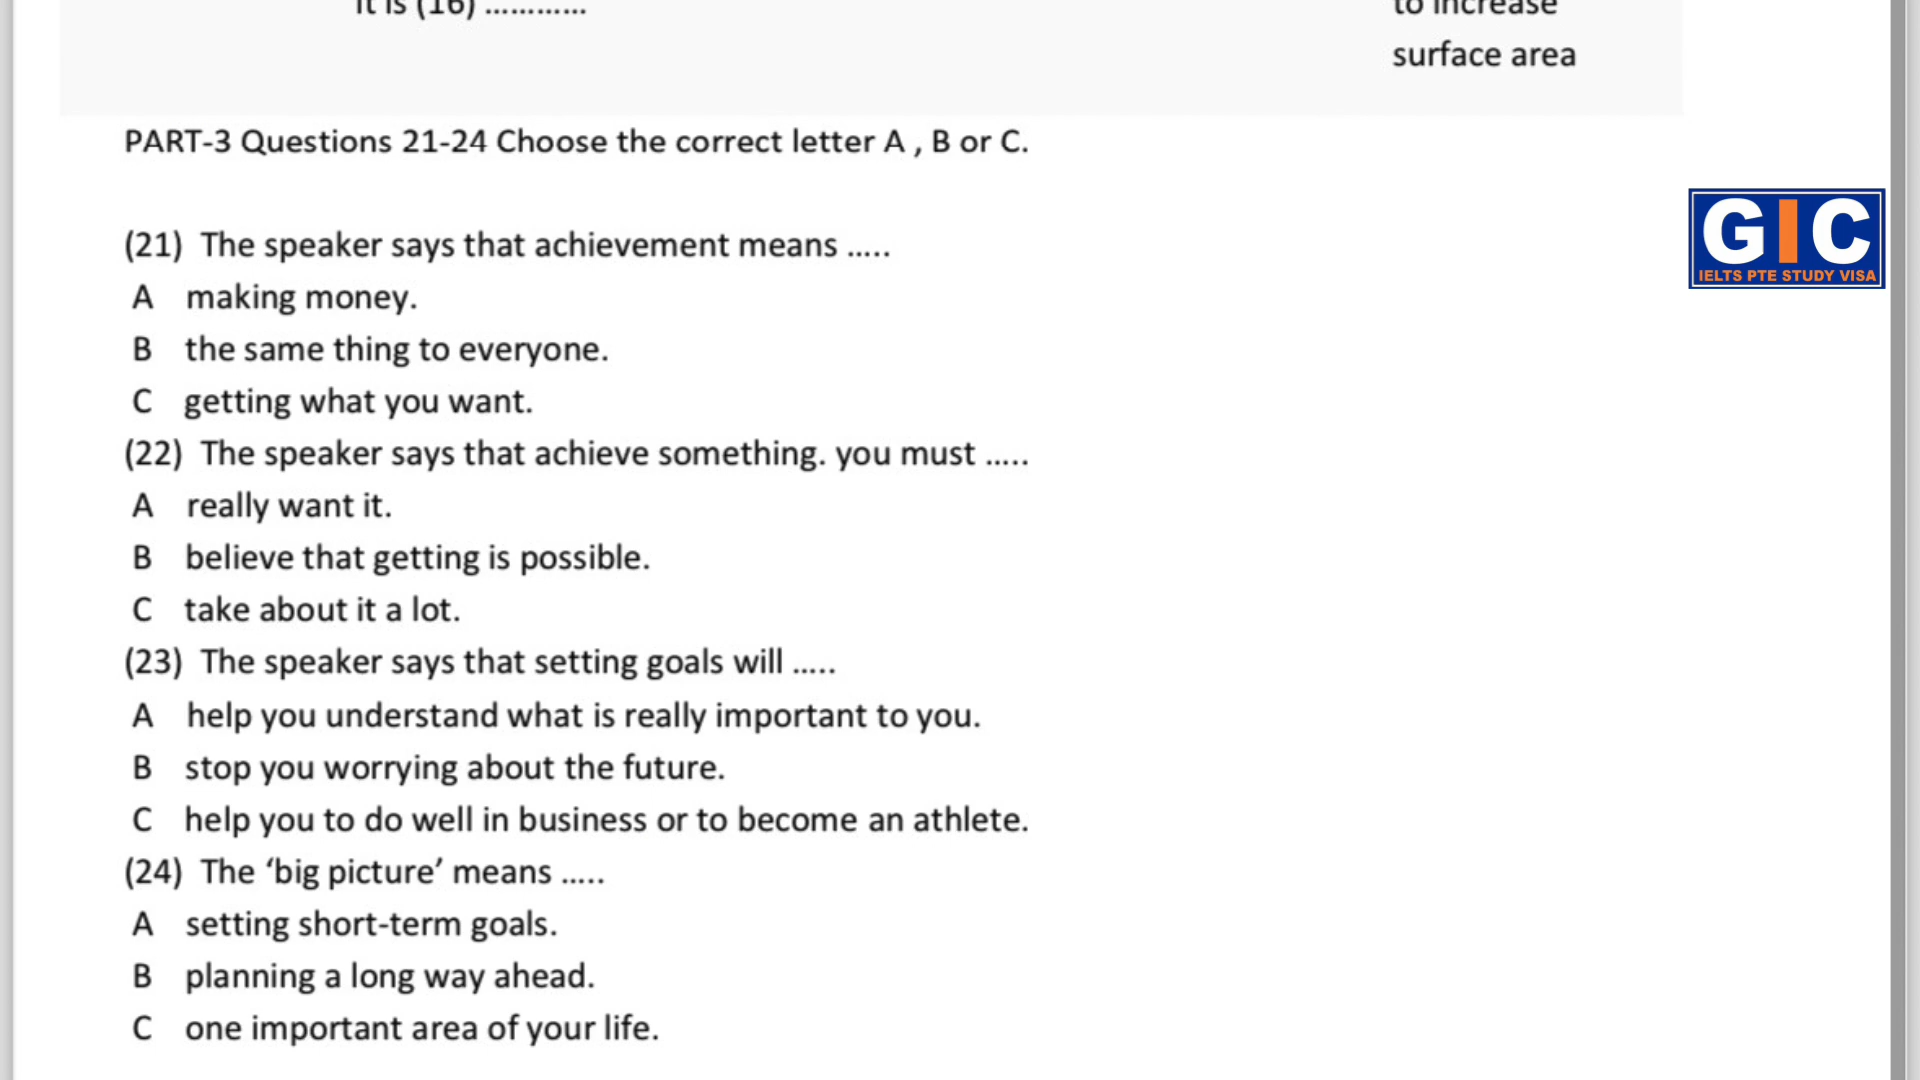 it is (16) ............
to increase
surface area
PART-3 Questions 21-24 Choose the correct letter A , B or C.
GIC
IELTS PTE STUDY VISA
(21) The speaker says that achievement means .....
A making money.
B the same thing to everyone.
C getting what you want.
(22) The speaker says that achieve something. you must .....
A really want it.
B believe that getting is possible.
C take about it a lot.
(23) The speaker says that setting goals will .....
A help you understand what is really important to you.
B stop you worrying about the future.
C help you to do well in business or to become an athlete.
(24) The ‘big picture’ means .....
A setting short-term goals.
B planning a long way ahead.
C one important area of your life.